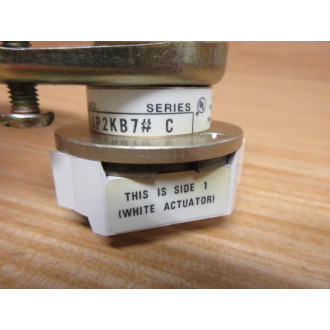 SERIES
P2KB7# C
THIS IS SIDE 1
(WHITE ACTUATOR)